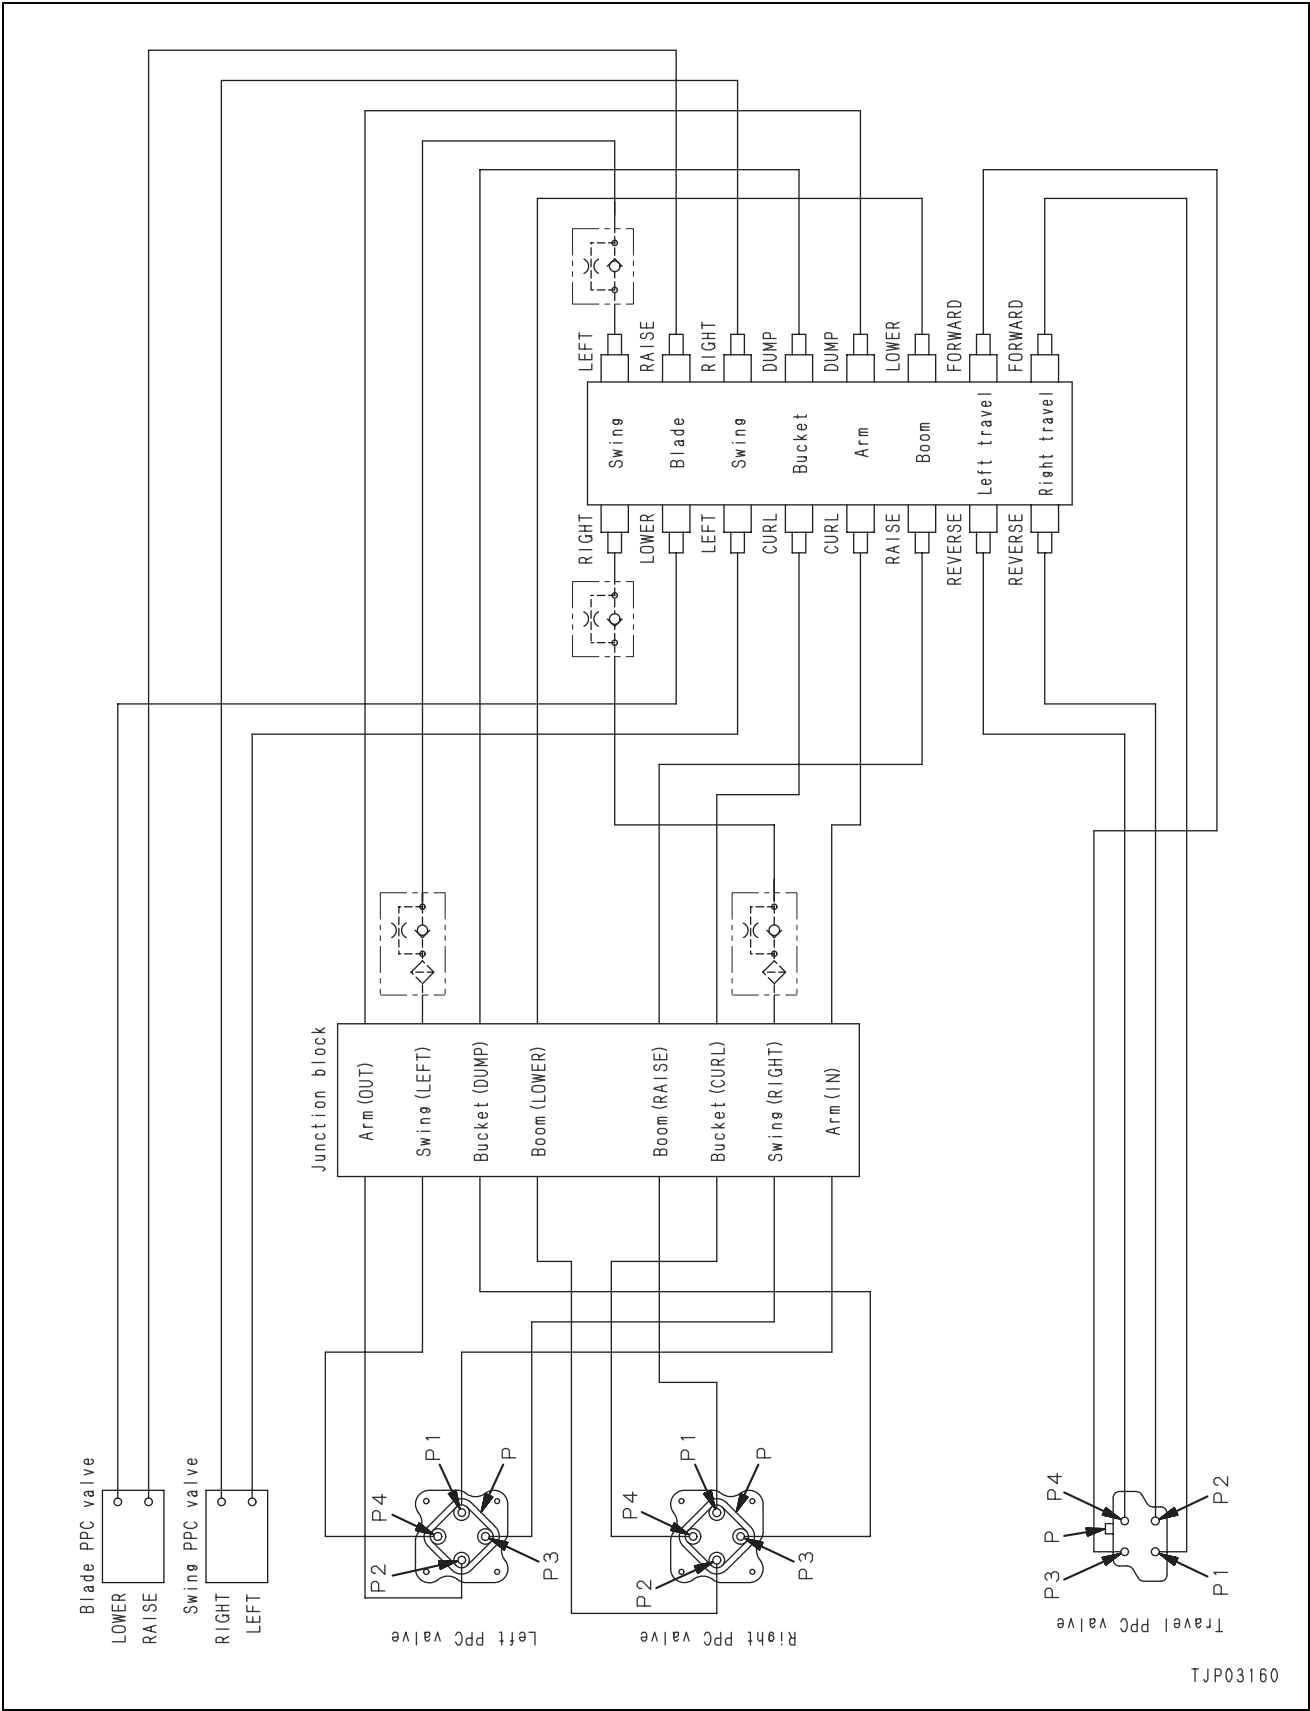 LEFT
RAISE
RIGHT
DUMP
DUMP
LOWER
FORWARD
FORWARD
Swing
Blade
Swing
Bucket
Arm
Boom
Left travel
Right travel
RIGHT
LOWER
LEFT
CURL
CURL
RAISE
REVERSE
REVERSE
Junction block
Arm(OUT)
Swing(LEFT)
Bucket(DUMP)
Boom(LOWER)
Boom(RAISE)
Bucket(CURL)
Swing(RIGHT)
Arm(IN)
Blade PPC valve
LOWER
RAISE
Swing PPC valve
RIGHT
LEFT
P1
P
P4
P2
P3
Left PPC valve
P1
P
P4
P2
P3
Right PPC valve
P4
P
P3
P2
P1
Travel PPC valve
TJP03160